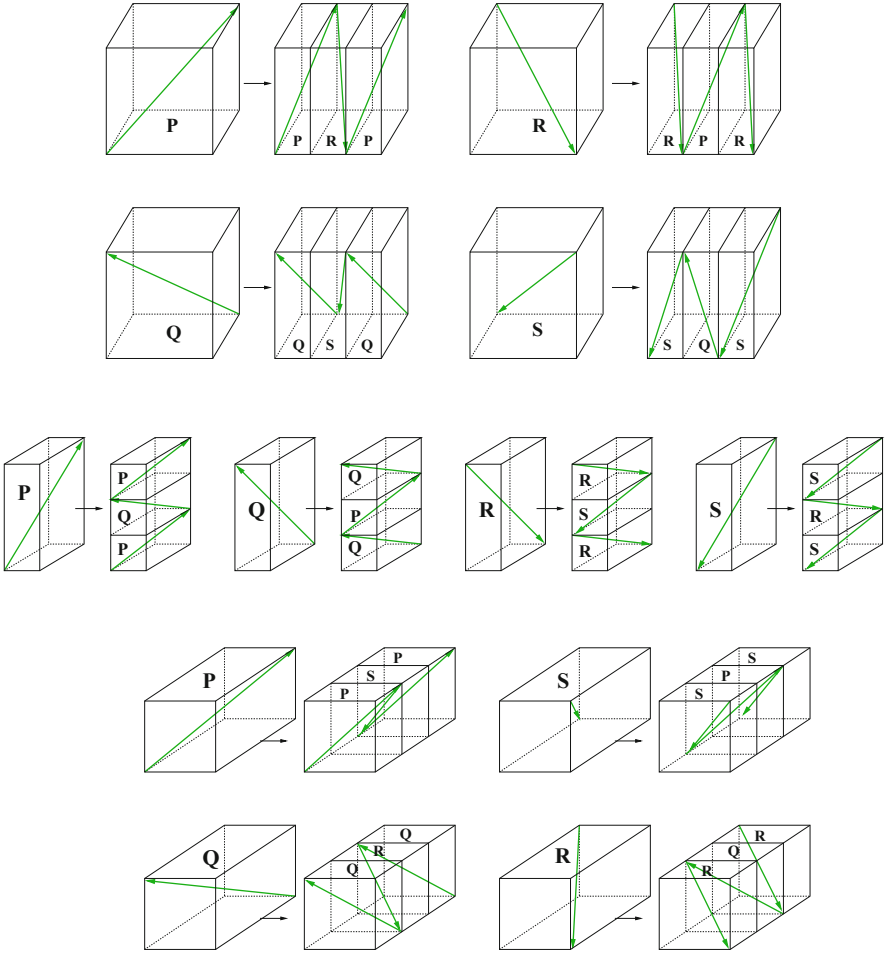 P P R P R R P R
Q Q S Q S S Q S
P P Q P Q Q P Q R R S R S S R S
P P S P S S P S
Q Q R Q R R Q R